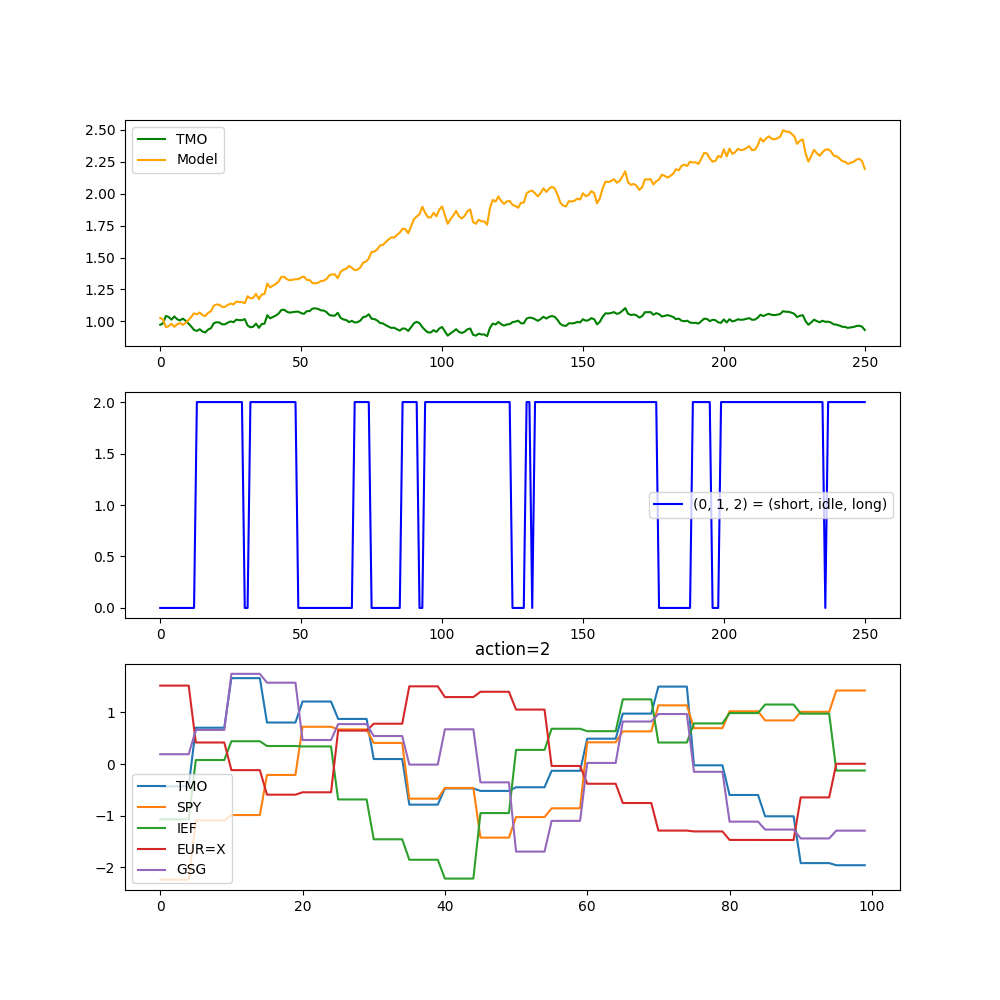 2.50
2.25
2.00
1.75
1.50
1.25
1.00
TMO
Model
0 50 100 150 200 250
2.0
1.5
1.0
0.5
0.0
(0, 1, 2) = (short, idle, long)
0 50 100 150 200 250
action=2
1
0
−1
−2
TMO
SPY
IEF
EUR=X
GSG
0 20 40 60 80 100